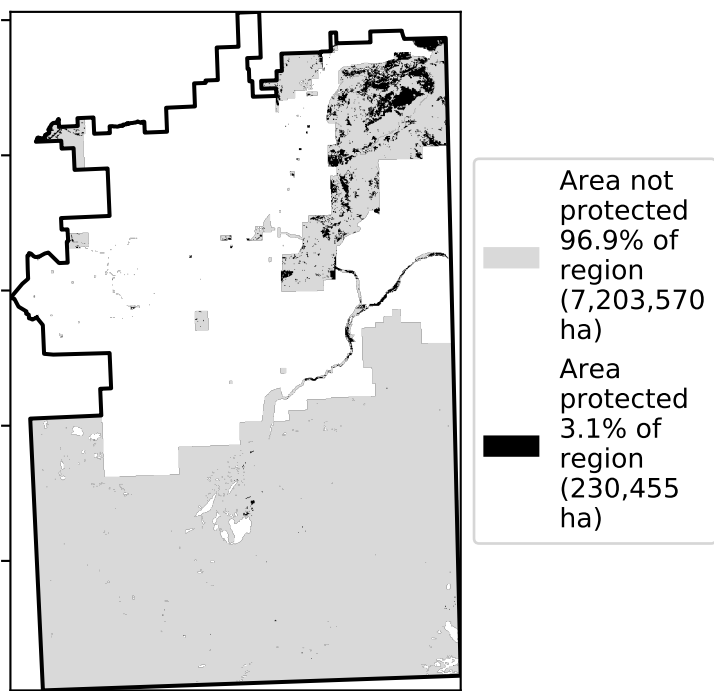 Area not
protected
96.9% of
region
(7,203,570
ha)
Area
protected
3.1% of
region
(230,455
ha)